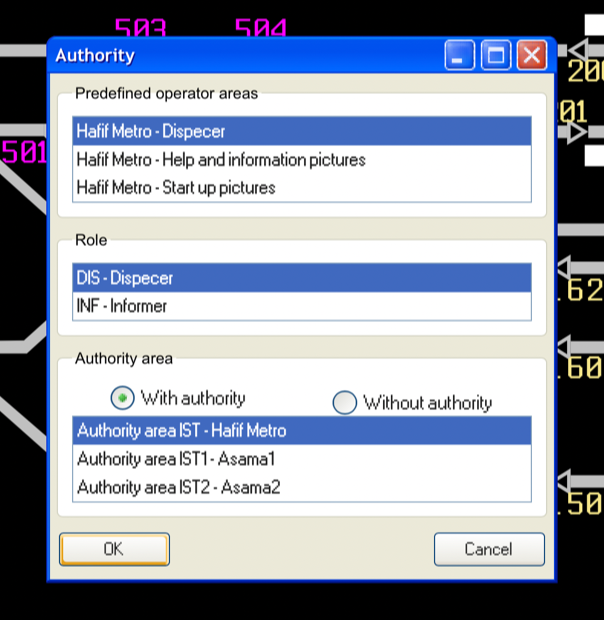 503 504
Authority
200
Predefined operator areas
01
Hafif Metro - Dispecer
501
Hafif Metro - Help and information pictures
Hafif Metro - Start up pictures
Role
DIS - Dispecer
62
INF - Informer
Authority area
60
With authority Without authority
Authority area IST - Hafif Metro
Authority area IST1 - Asama1
Authority area IST2 - Asama2
50
OK Cancel